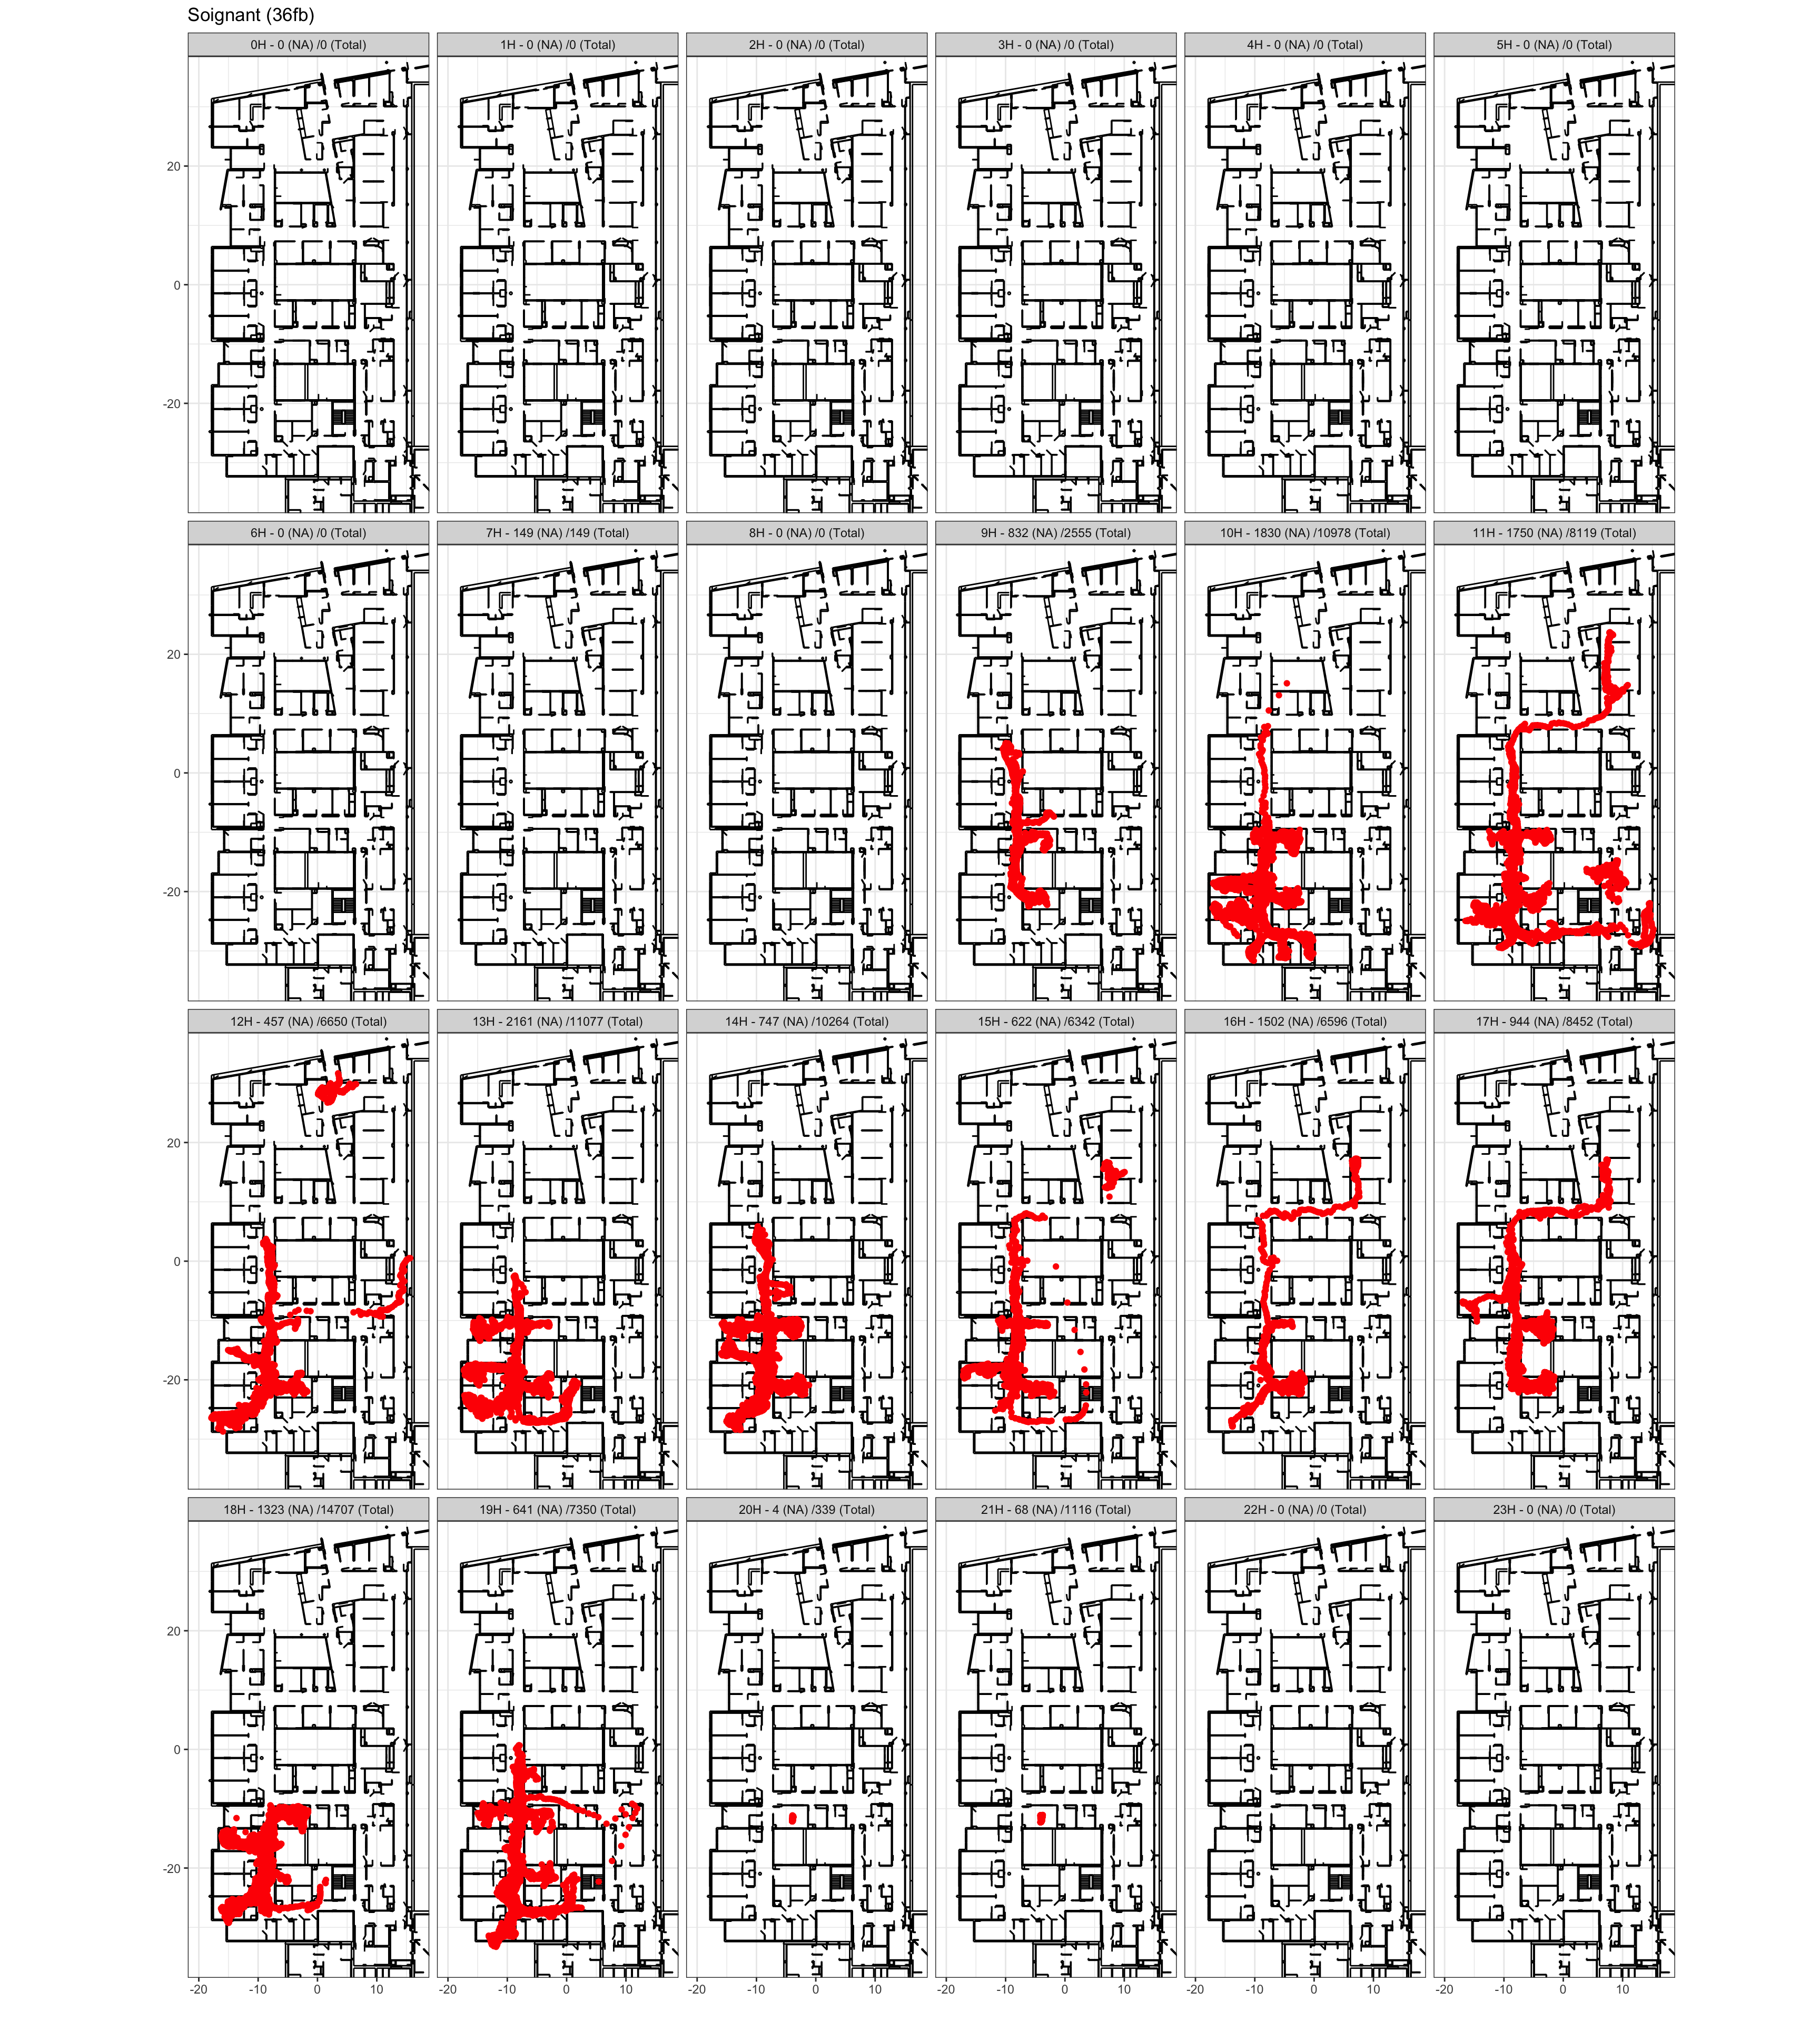 Soignant (36fb)
0H - 0 (NA) /0 (Total) 1H - 0 (NA) /0 (Total) 2H - 0 (NA) /0 (Total) 3H - 0 (NA) /0 (Total) 4H - 0 (NA) /0 (Total) 5H - 0 (NA) /0 (Total)
20
0
-20
6H - 0 (NA) /0 (Total) 7H - 149 (NA) /149 (Total) 8H - 0 (NA) /0 (Total) 9H - 832 (NA) /2555 (Total) 10H - 1830 (NA) /10978 (Total) 11H - 1750 (NA) /8119 (Total)
20
0
-20
12H - 457 (NA) /6650 (Total) 13H - 2161 (NA) /11077 (Total) 14H - 747 (NA) /10264 (Total) 15H - 622 (NA) /6342 (Total) 16H - 1502 (NA) /6596 (Total) 17H - 944 (NA) /8452 (Total)
20
0
-20
18H - 1323 (NA) /14707 (Total) 19H - 641 (NA) /7350 (Total) 20H - 4 (NA) /339 (Total) 21H - 68 (NA) /1116 (Total) 22H - 0 (NA) /0 (Total) 23H - 0 (NA) /0 (Total)
20
0
-20
-20 -10 0 10 -20 -10 0 10 -20 -10 0 10 -20 -10 0 10 -20 -10 0 10 -20 -10 0 10